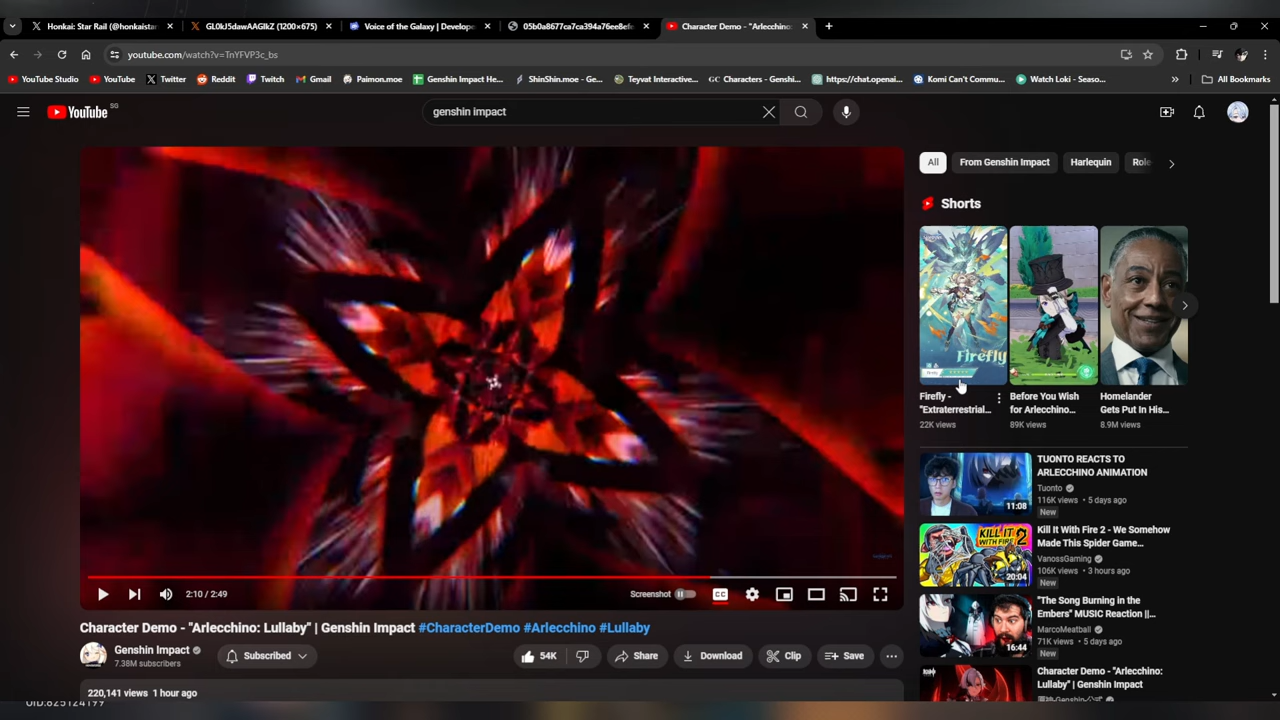 Honkai: Star Rail (@honkaistar
GL0kJ5dawAAGlkZ (1200×675)
Voice of the Galaxy | Develope
05b0a8677ca7ca394a76ee8efe
Character Demo - "Arlecchino:
youtube.com/watch?v=TnYFVP3c_bs
YouTube Studio
YouTube
Twitter
Reddit
Twitch
Gmail
Paimon.moe
Genshin Impact He...
ShinShin.moe - Ge...
Teyvat Interactive...
GC Characters - Genshi...
https://chat.openai...
Komi Can't Commu...
Watch Loki - Seaso...
All Bookmarks
YouTube SG
genshin impact
All
From Genshin Impact
Harlequin
Role
Shorts
Firefly
Firefly -
"Extraterrestrial...
22K views
Before You Wish
for Arlecchino...
89K views
Homelander
Gets Put In His...
8.9M views
TUONTO REACTS TO
ARLECCHINO ANIMATION
Tuonto
116K views • 5 days ago
New
11:08
KILL IT WITH FIRE 2
Kill It With Fire 2 - We Somehow
Made This Spider Game...
VanossGaming
106K views • 3 hours ago
New
20:04
"The Song Burning in the
Embers" MUSIC Reaction ||...
MarcoMeatball
71K views • 5 days ago
New
16:44
Character Demo - "Arlecchino:
Lullaby" | Genshin Impact
2:10 / 2:49
Screenshot
CC
Character Demo - "Arlecchino: Lullaby" | Genshin Impact #CharacterDemo #Arlecchino #Lullaby
Genshin Impact
7.38M subscribers
Subscribed
54K
Share
Download
Clip
Save
220,141 views 1 hour ago
UID:825124199